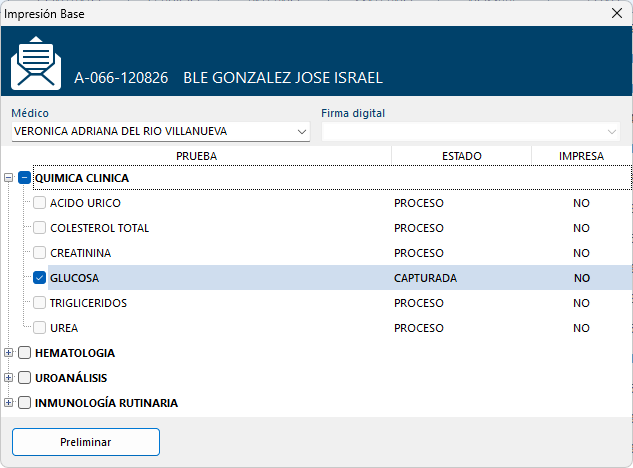 Impresión Base
A-066-120826 BLE GONZALEZ JOSE ISRAEL
Médico Firma digital
VERONICA ADRIANA DEL RIO VILLANUEVA
PRUEBA ESTADO IMPRESA
QUIMICA CLINICA
ACIDO URICO PROCESO NO
COLESTEROL TOTAL PROCESO NO
CREATININA PROCESO NO
GLUCOSA CAPTURADA NO
TRIGLICERIDOS PROCESO NO
UREA PROCESO NO
HEMATOLOGIA
UROANÁLISIS
INMUNOLOGÍA RUTINARIA
Preliminar